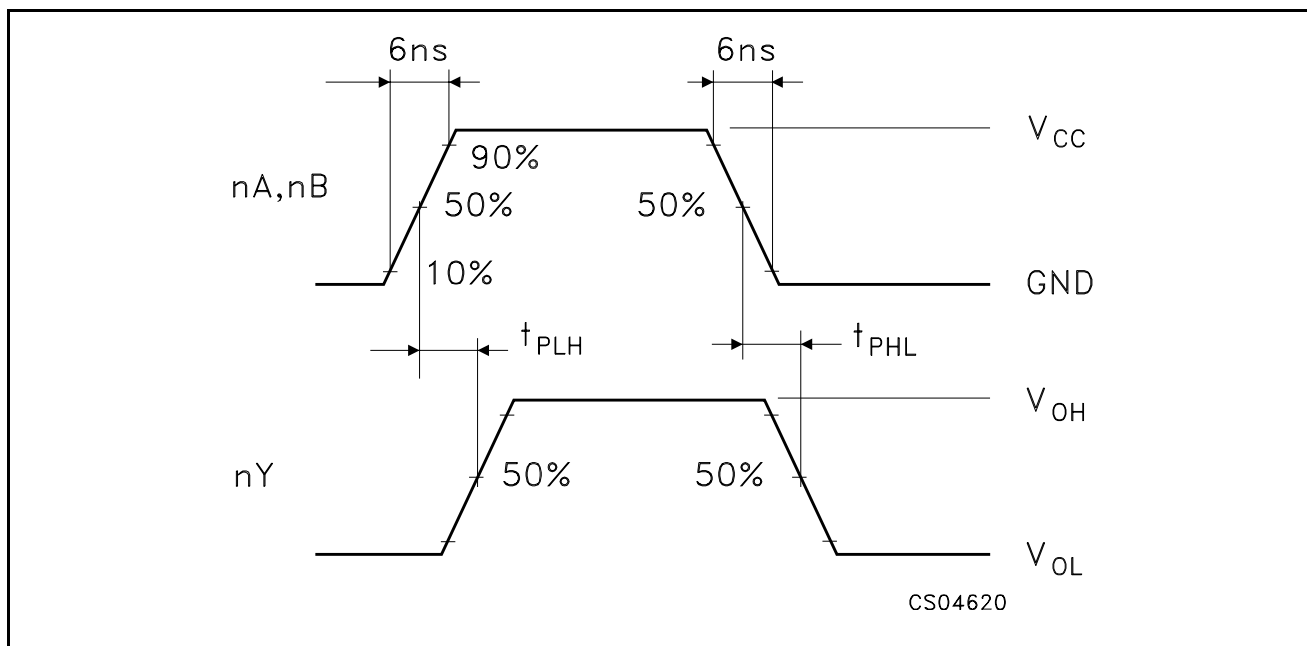 6ns 6ns
V_CC
90%
nA,nB
50% 50%
10%
GND
t_PLH t_PHL
V_OH
nY
50% 50%
V_OL
CS04620